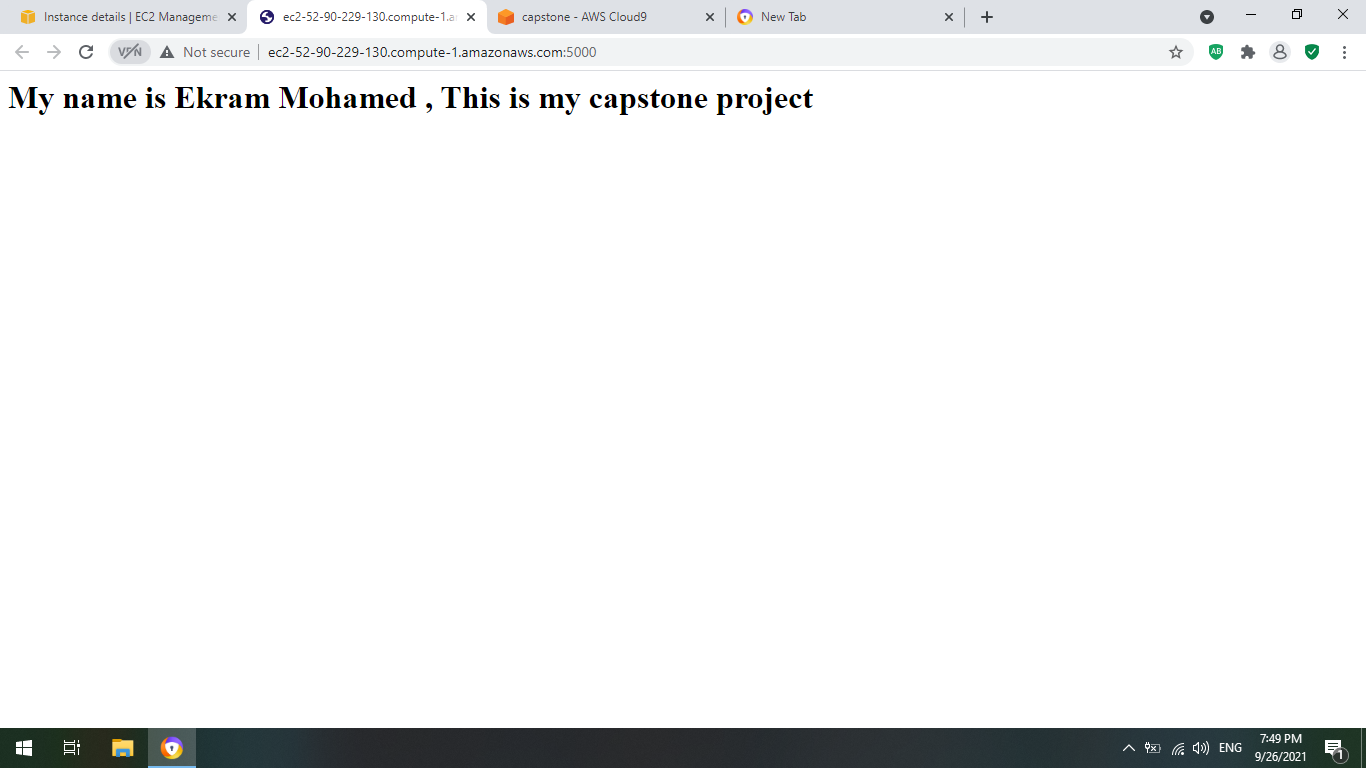 Instance details | EC2 Manageme
ec2-52-90-229-130.compute-1.a
capstone - AWS Cloud9
New Tab
VPN
Not secure
ec2-52-90-229-130.compute-1.amazonaws.com:5000
AB
My name is Ekram Mohamed , This is my capstone project
ENG
7:49 PM
9/26/2021
1